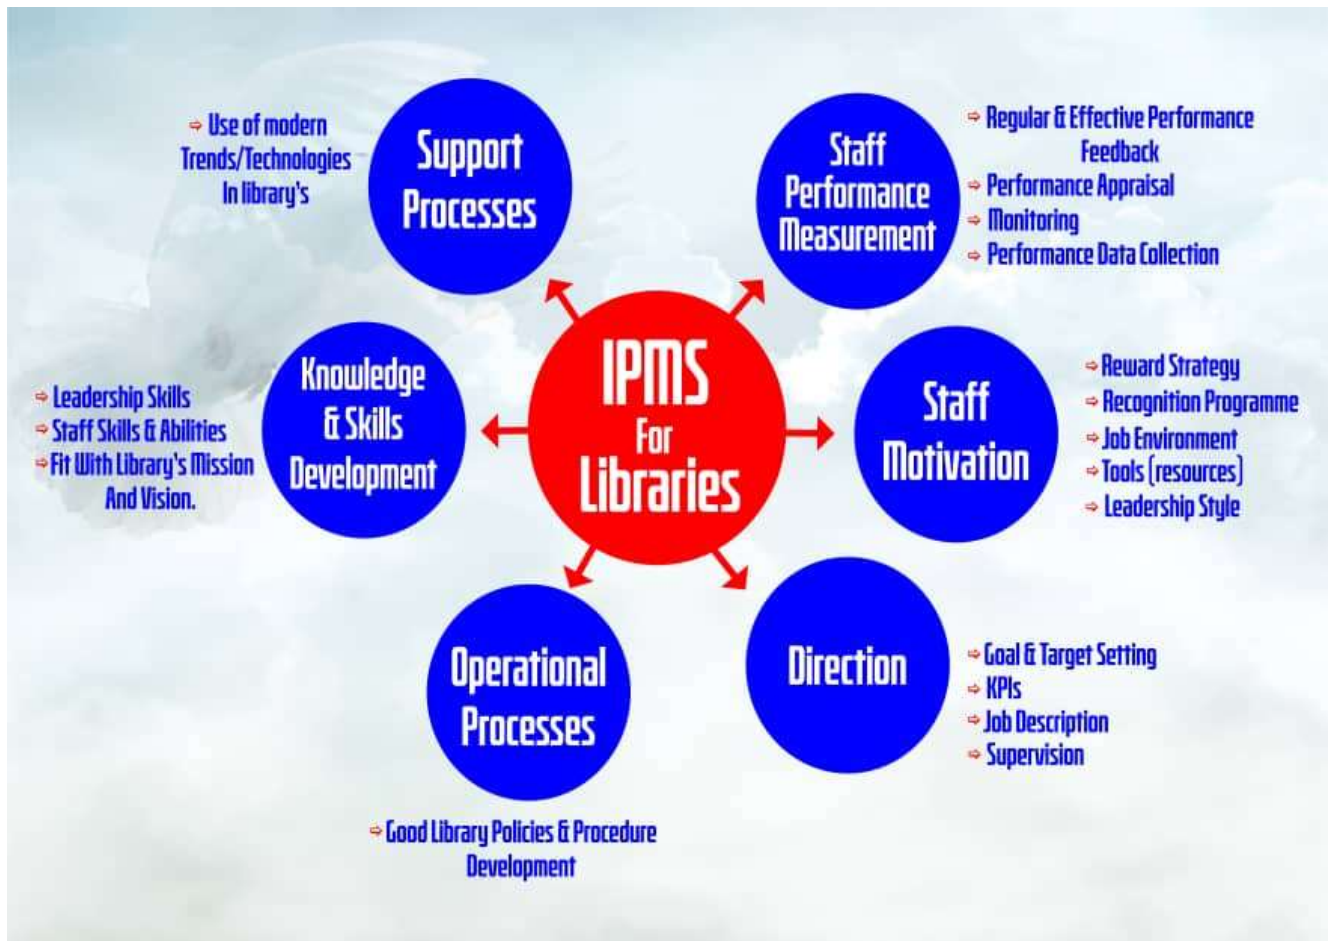 Support
Processes
⇨ Use of modern
Trends/Technologies
In library's
Staff
Performance
Measurement
⇨ Regular & Effective Performance
Feedback
⇨ Performance Appraisal
⇨ Monitoring
⇨ Performance Data Collection
IPMS
For
Libraries
Knowledge
& Skills
Development
⇨ Leadership Skills
⇨ Staff Skills & Abilities
⇨ Fit With Library's Mission
And Vision.
Staff
Motivation
⇨ Reward Strategy
⇨ Recognition Programme
⇨ Job Environment
⇨ Tools (resources)
⇨ Leadership Style
Operational
Processes
⇨ Good Library Policies & Procedure
Development
Direction
⇨ Goal & Target Setting
⇨ KPIs
⇨ Job Description
⇨ Supervision